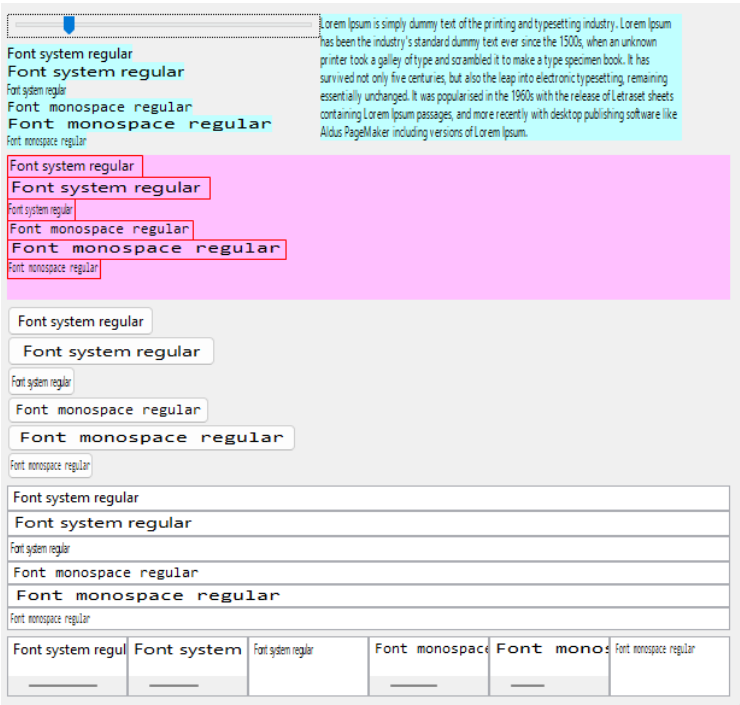 Font system regular
Font system regular
Font system regular
Font monospace regular
Font monospace regular
Font monospace regular
Lorem Ipsum is simply dummy text of the printing and typesetting industry. Lorem Ipsum
has been the industry's standard dummy text ever since the 1500s, when an unknown
printer took a galley of type and scrambled it to make a type specimen book. It has
survived not only five centuries, but also the leap into electronic typesetting, remaining
essentially unchanged. It was popularised in the 1960s with the release of Letraset sheets
containing Lorem Ipsum passages, and more recently with desktop publishing software like
Aldus PageMaker including versions of Lorem Ipsum.
Font system regular
Font system regular
Font system regular
Font monospace regular
Font monospace regular
Font monospace regular
Font system regular
Font system regular
Font system regular
Font monospace regular
Font monospace regular
Font monospace regular
Font system regular
Font system regular
Font system regular
Font monospace regular
Font monospace regular
Font monospace regular
Font system regul
Font system
Font system regular
Font monospace
Font monos
Font monospace regular